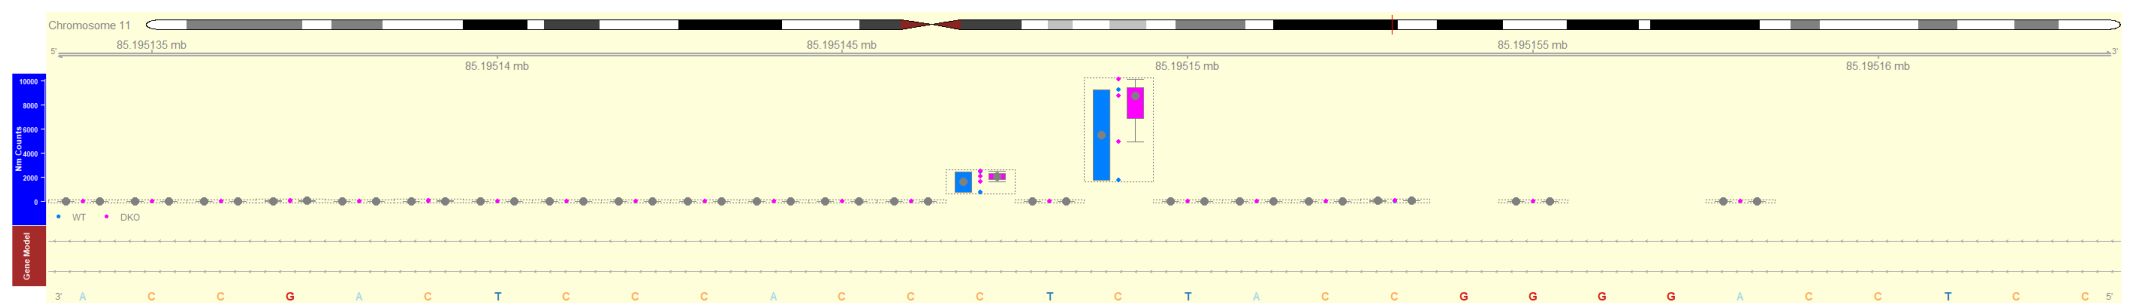 Chromosome 11
85.195135 mb 85.195145 mb 85.195155 mb
5' 3'
85.19514 mb 85.19515 mb 85.19516 mb
Nm Counts
10000
8000
6000
4000
2000
0
WT DKO
Gene Model
3' A C C G A C T C C C A C C C T C T A C C G G G G A C C T C C 5'